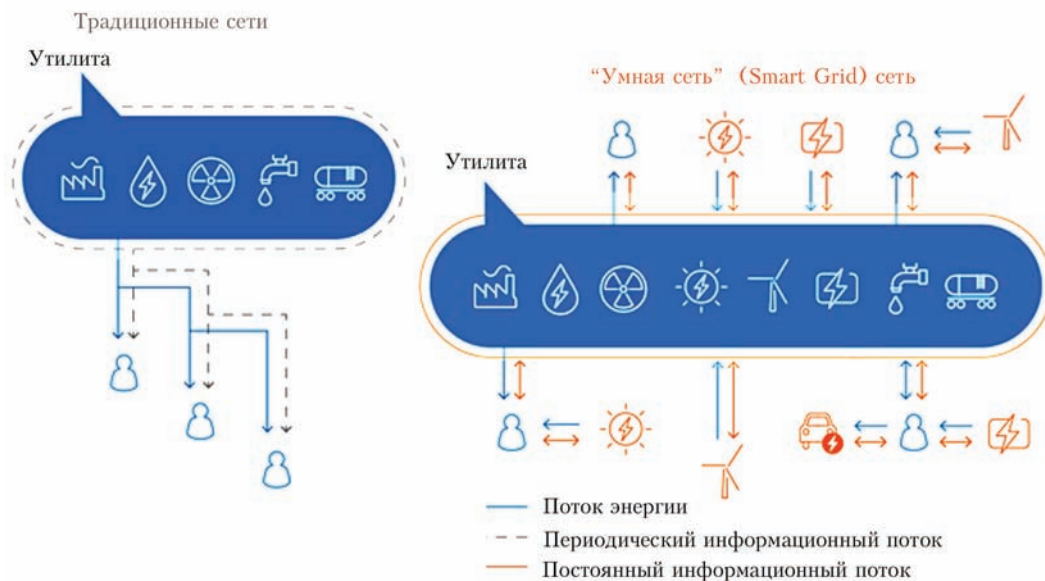 Традиционные сети
Утилита
“Умная сеть” (Smart Grid) сеть
Утилита
Поток энергии
Периодический информационный поток
Постоянный информационный поток